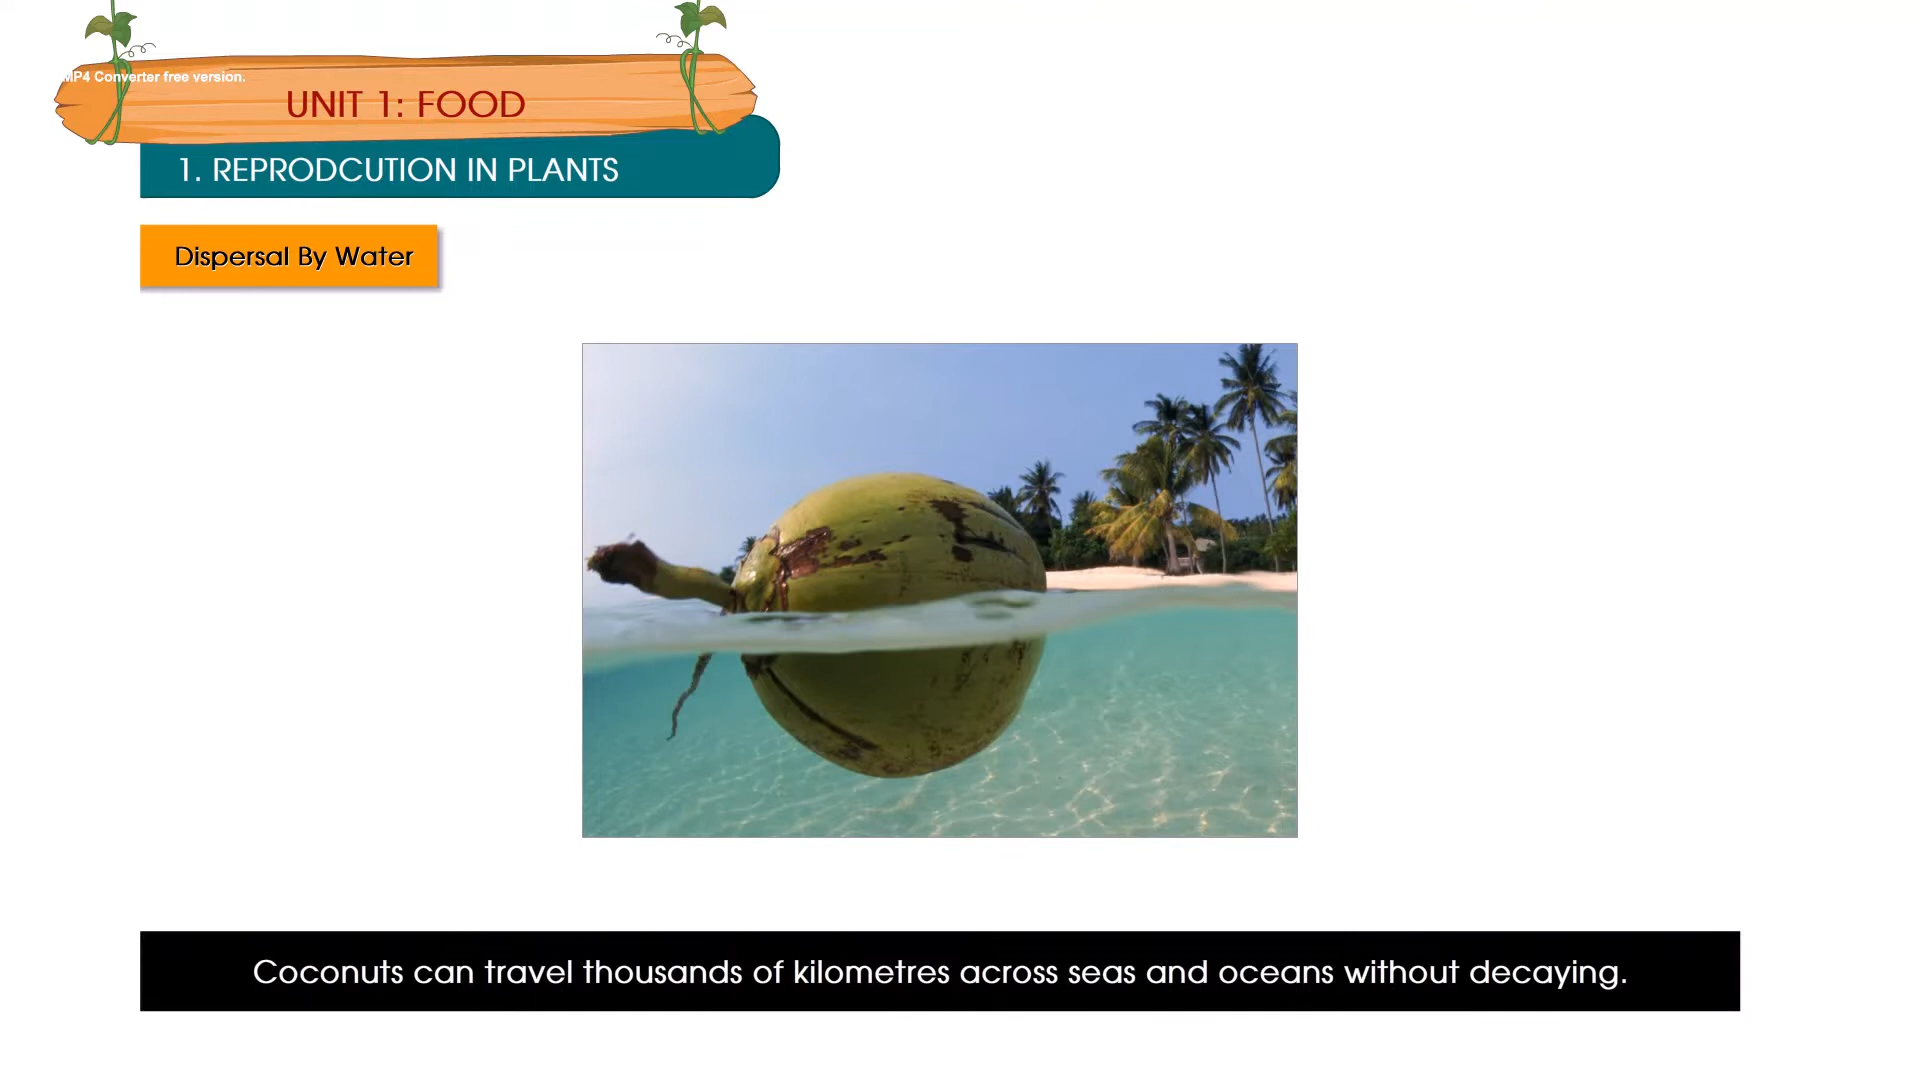 MP4 Converter free version.
UNIT 1: FOOD
1. REPRODCUTION IN PLANTS
Dispersal By Water
Coconuts can travel thousands of kilometres across seas and oceans without decaying.